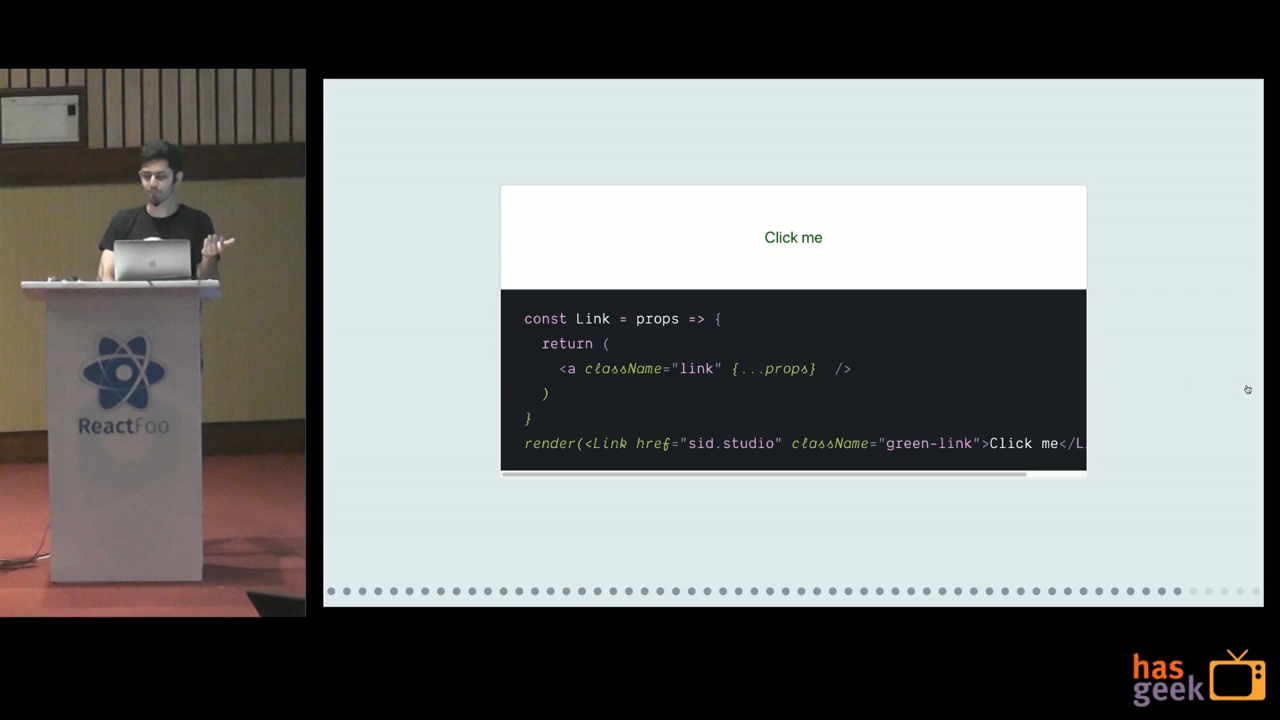 Click me
const Link = props => {
return (
<a className="link" {...props} />
)
}
render(<Link href="sid.studio" className="green-link">Click me</L
ReactFoo
has
geek